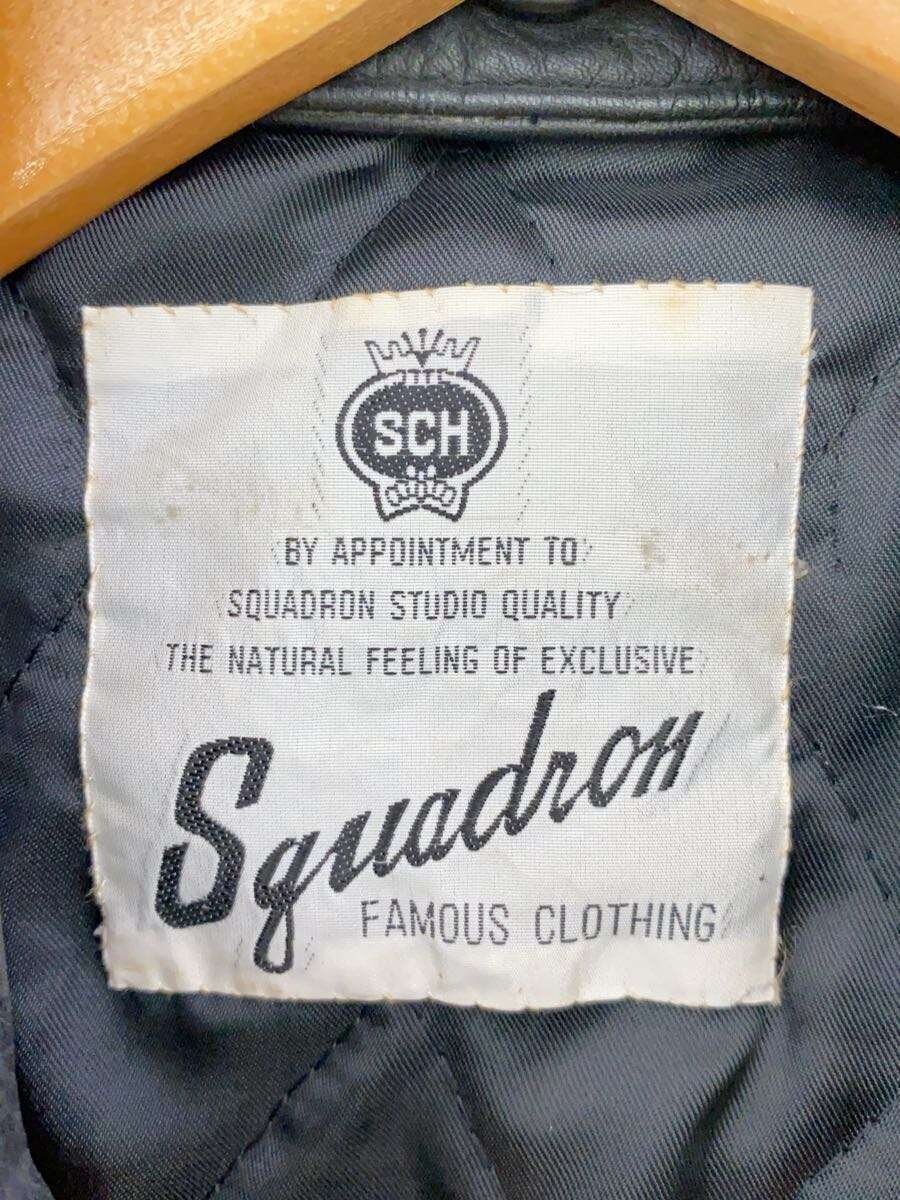 SCH
BY APPOINTMENT TO
SQUADRON STUDIO QUALITY
THE NATURAL FEELING OF EXCLUSIVE
Squadron
FAMOUS CLOTHING